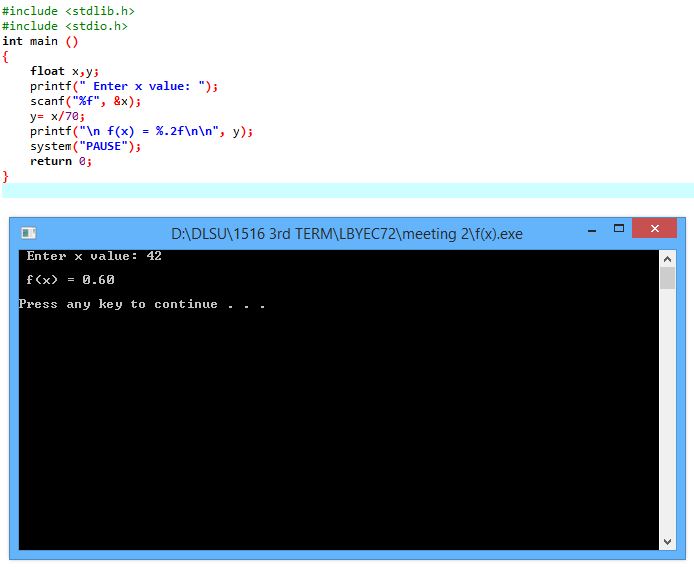 #include <stdlib.h>
#include <stdio.h>
int main ()
{
float x,y;
printf(" Enter x value: ");
scanf("%f", &x);
y= x/70;
printf("\n f(x) = %.2f\n\n", y);
system("PAUSE");
return 0;
}
D:\DLSU\1516 3rd TERM\LBYEC72\meeting 2\f(x).exe
Enter x value: 42
f(x) = 0.60
Press any key to continue . . .